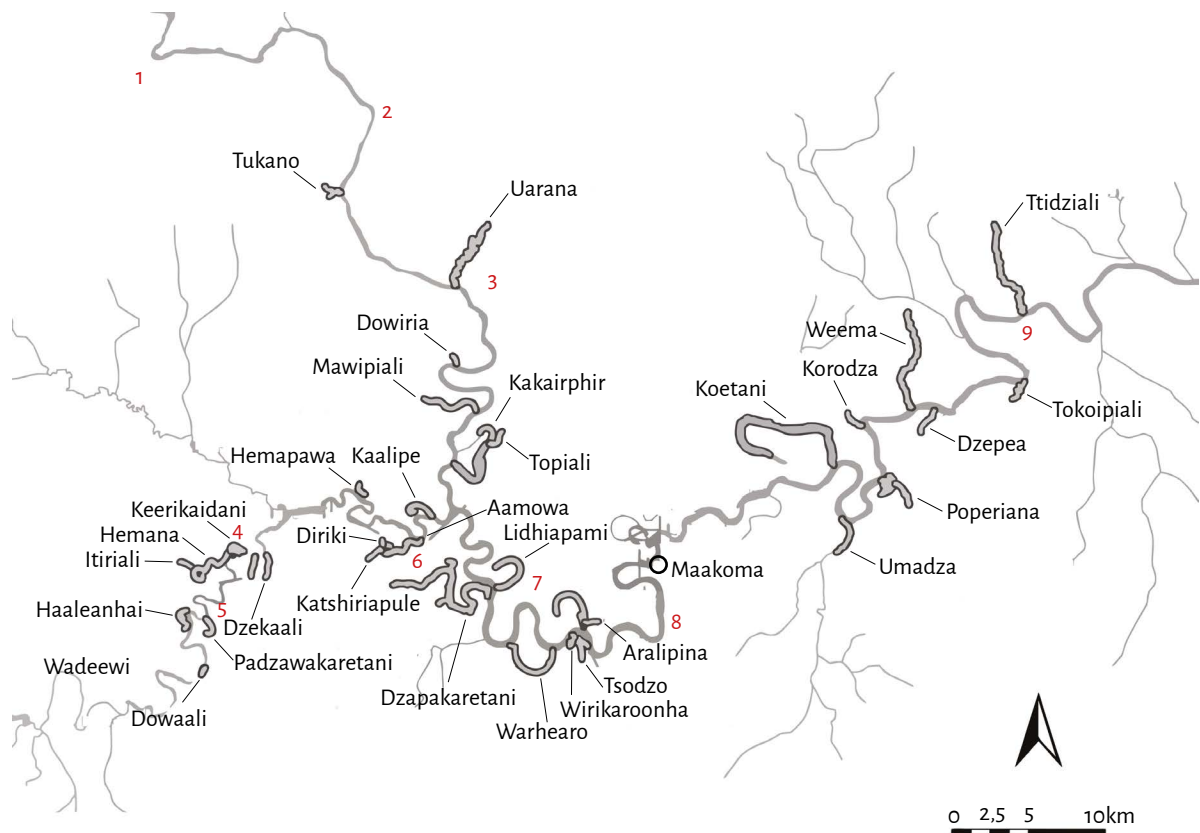 1
2
Tukano
Uarana
Ttidziali
3
Dowiria
Weema
9
Mawipiali
Kakairphir
Korodza
Koetani
Tokoipiali
Dzepea
Hemapawa
Kaalipe
Topiali
Keerikaidani
Aamowa
Poperiana
4
Diriki
Lidhiapami
Hemana
Itiriali
6
Umadza
Maakoma
7
Katshiriapule
Haaleanhai
5
Dzekaali
8
Padzawakaretani
Aralipina
Wadeewi
Dzapakaretani
Tsodzo
Wirikaroonha
Dowaali
Warhearo
0 2,5 5 10km